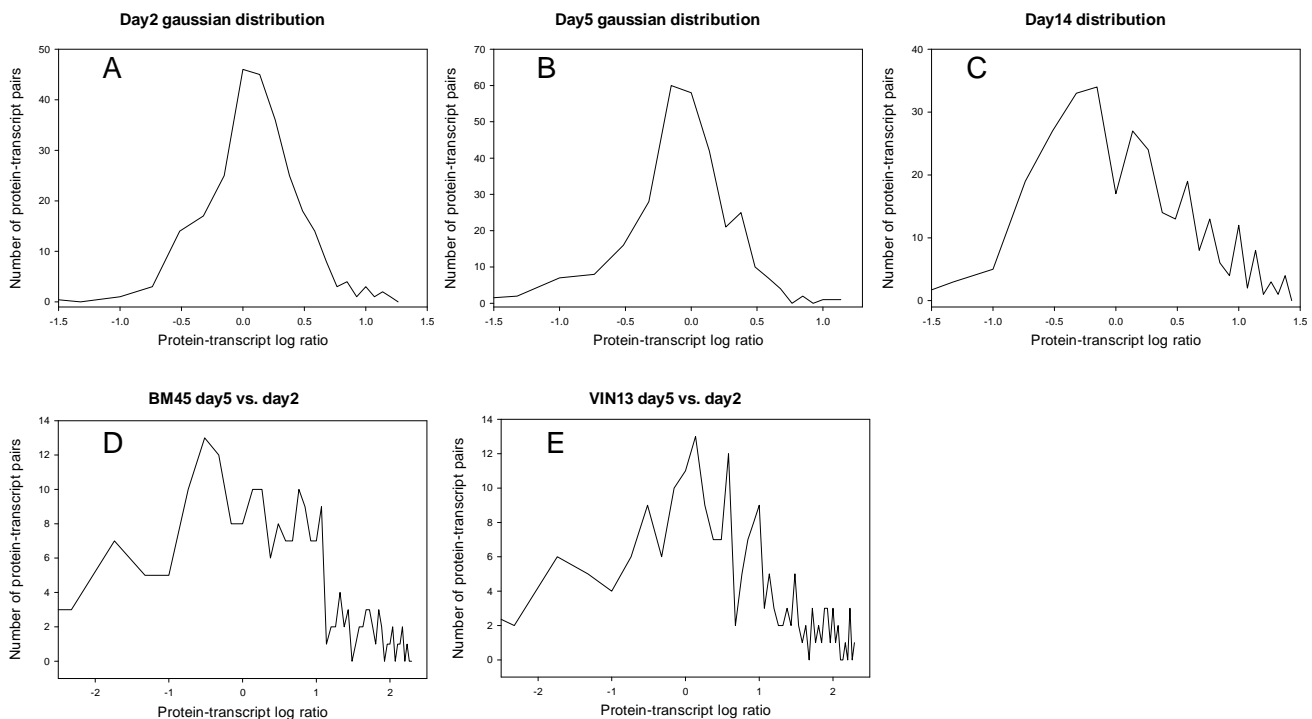 Day2 gaussian distribution
Day5 gaussian distribution
Day14 distribution
A
B
C
Number of protein-transcript pairs
50
40
30
20
10
0
-1.5 -1.0 -0.5 0.0 0.5 1.0 1.5
Protein-transcript log ratio
Number of protein-transcript pairs
70
60
50
40
30
20
10
0
-1.5 -1.0 -0.5 0.0 0.5 1.0
Protein-transcript log ratio
Number of protein-transcript pairs
40
30
20
10
0
-1.5 -1.0 -0.5 0.0 0.5 1.0 1.5
Protein-transcript log ratio
BM45 day5 vs. day2
VIN13 day5 vs. day2
D
E
Number of protein-transcript pairs
14
12
10
8
6
4
2
0
-2 -1 0 1 2
Protein-transcript log ratio
Number of protein-transcript pairs
14
12
10
8
6
4
2
0
-2 -1 0 1 2
Protein-transcript log ratio